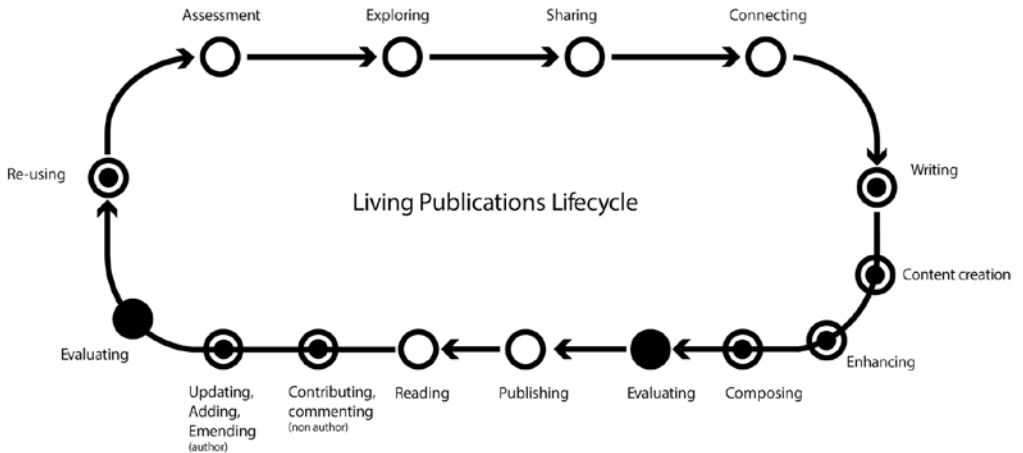 Assessment
Exploring
Sharing
Connecting
Re-using
Writing
Living Publications Lifecycle
Content creation
Evaluating
Enhancing
Updating,
Adding,
Emending
(author)
Contributing,
commenting
(non author)
Reading
Publishing
Evaluating
Composing